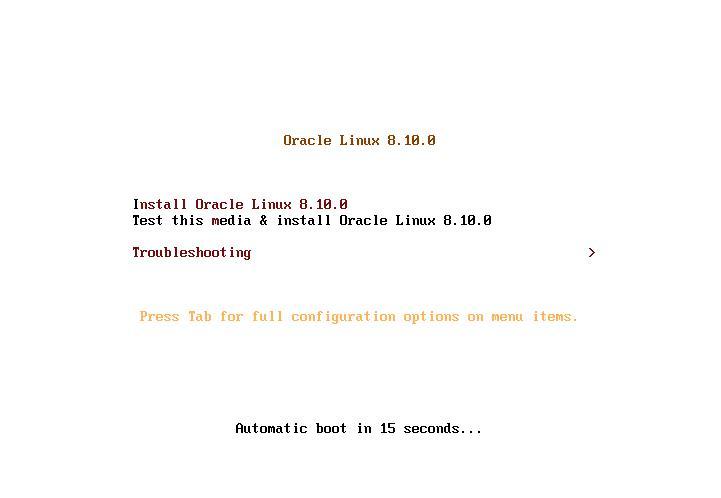 Oracle Linux 8.10.0
Install Oracle Linux 8.10.0
Test this media & install Oracle Linux 8.10.0
Troubleshooting >
Press Tab for full configuration options on menu items.
Automatic boot in 15 seconds...